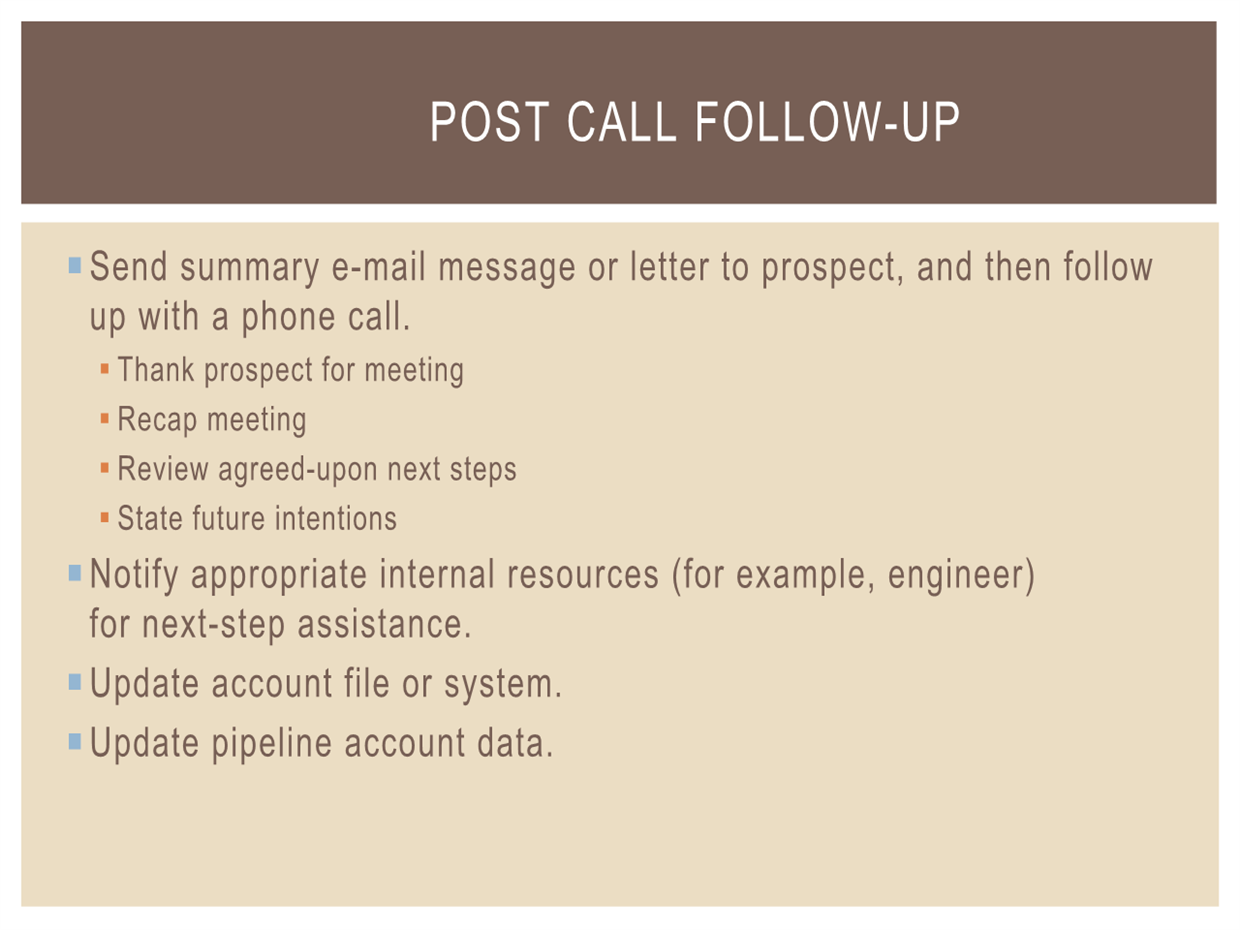 POST CALL FOLLOW-UP
Send summary e-mail message or letter to prospect, and then follow
up with a phone call.
Thank prospect for meeting
Recap meeting
Review agreed-upon next steps
State future intentions
Notify appropriate internal resources (for example, engineer)
for next-step assistance.
Update account file or system.
Update pipeline account data.